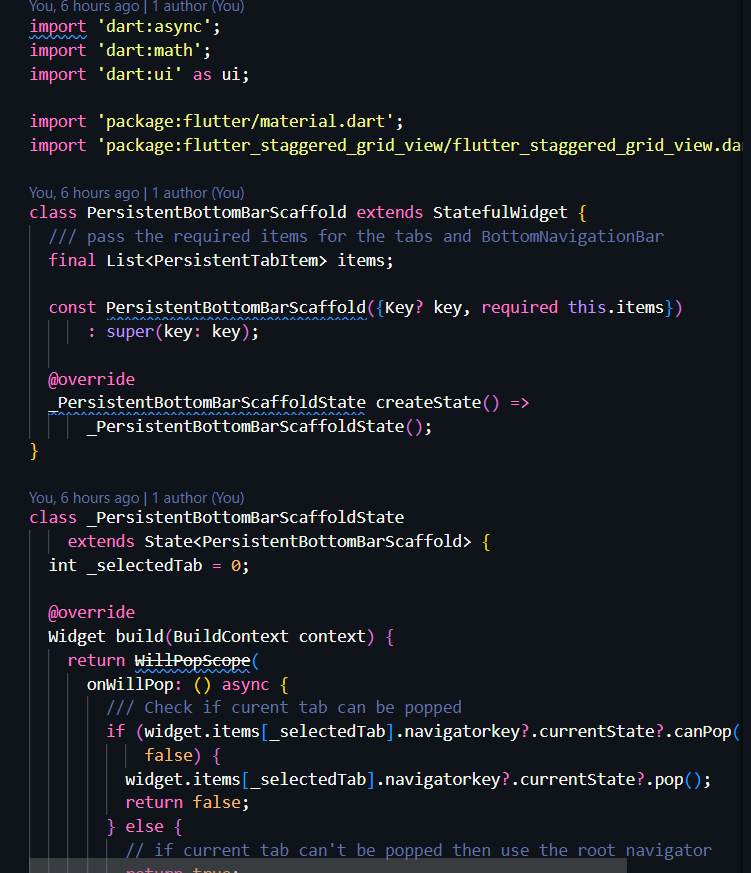 You, 6 hours ago | 1 author (You)
import 'dart:async';
import 'dart:math';
import 'dart:ui' as ui;
import 'package:flutter/material.dart';
import 'package:flutter_staggered_grid_view/flutter_staggered_grid_view.da
You, 6 hours ago | 1 author (You)
class PersistentBottomBarScaffold extends StatefulWidget {
/// pass the required items for the tabs and BottomNavigationBar
final List<PersistentTabItem> items;
const PersistentBottomBarScaffold({Key? key, required this.items})
: super(key: key);
@override
_PersistentBottomBarScaffoldState createState() =>
_PersistentBottomBarScaffoldState();
}
You, 6 hours ago | 1 author (You)
class _PersistentBottomBarScaffoldState
extends State<PersistentBottomBarScaffold> {
int _selectedTab = 0;
@override
Widget build(BuildContext context) {
return WillPopScope(
onWillPop: () async {
/// Check if curent tab can be popped
if (widget.items[_selectedTab].navigatorkey?.currentState?.canPop(
false) {
widget.items[_selectedTab].navigatorkey?.currentState?.pop();
return false;
} else {
// if current tab can't be popped then use the root navigator
return true;